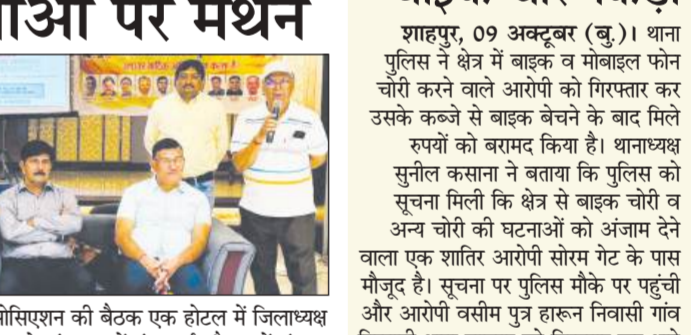 ओं पर मंथन
ोसिएशन की बैठक एक होटल में जिलाध्यक्ष
शाहपुर, 09 अक्टूबर (बु.)। थाना
पुलिस ने क्षेत्र में बाइक व मोबाइल फोन
चोरी करने वाले आरोपी को गिरफ्तार कर
उसके कब्जे से बाइक बेचने के बाद मिले
रुपयों को बरामद किया है। थानाध्यक्ष
सुनील कसाना ने बताया कि पुलिस को
सूचना मिली कि क्षेत्र से बाइक चोरी व
अन्य चोरी की घटनाओं को अंजाम देने
वाला एक शातिर आरोपी सोरम गेट के पास
मौजूद है। सूचना पर पुलिस मौके पर पहुंची
और आरोपी वसीम पुत्र हारून निवासी गांव